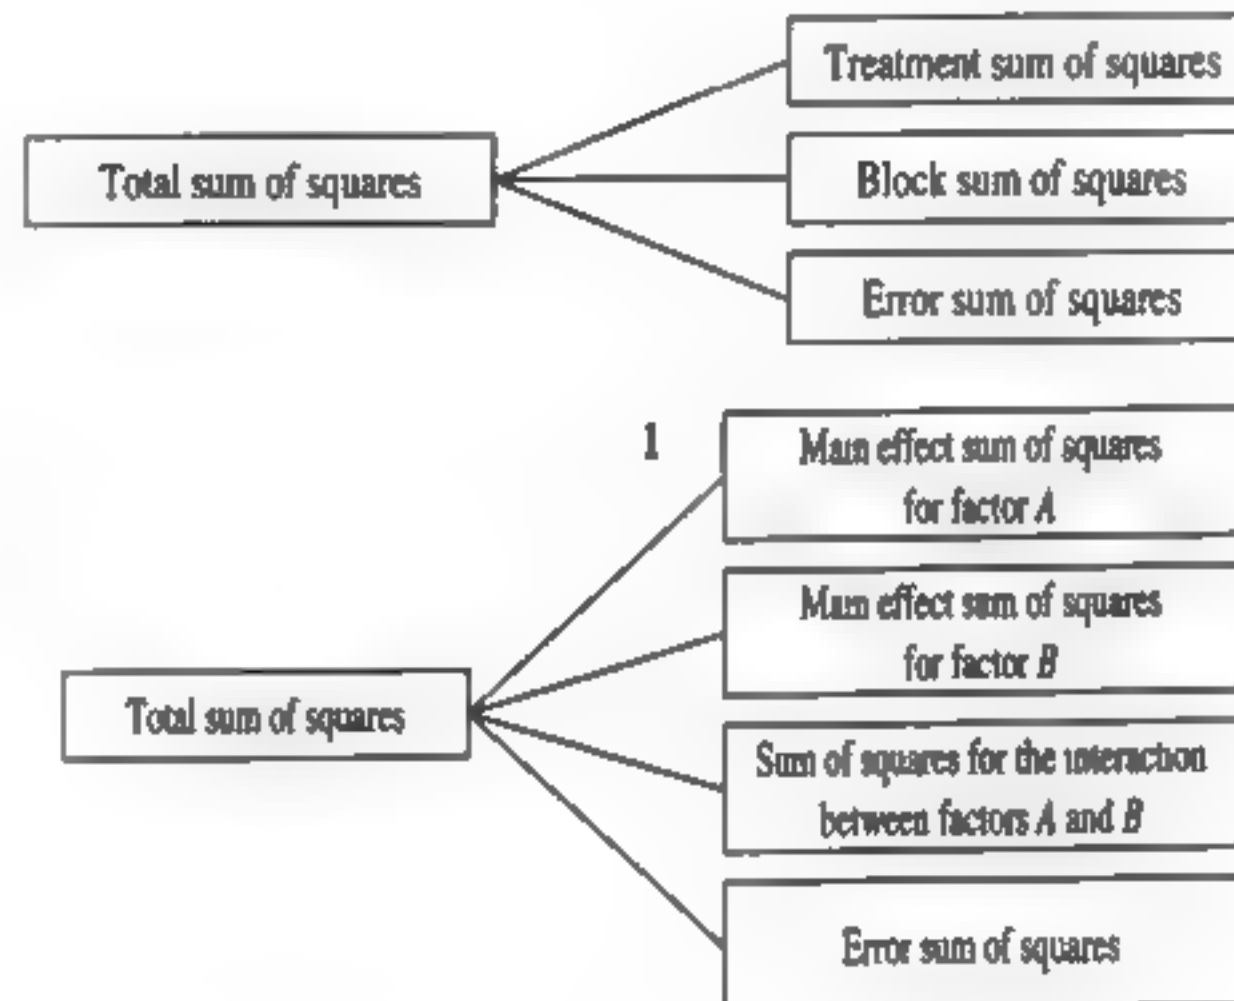 Treatment sum of squares
Total sum of squares
Block sum of squares
Error sum of squares
1
Main effect sum of squares
for factor A
Main effect sum of squares
for factor B
Total sum of squares
Sum of squares for the interaction
between factors A and B
Error sum of squares